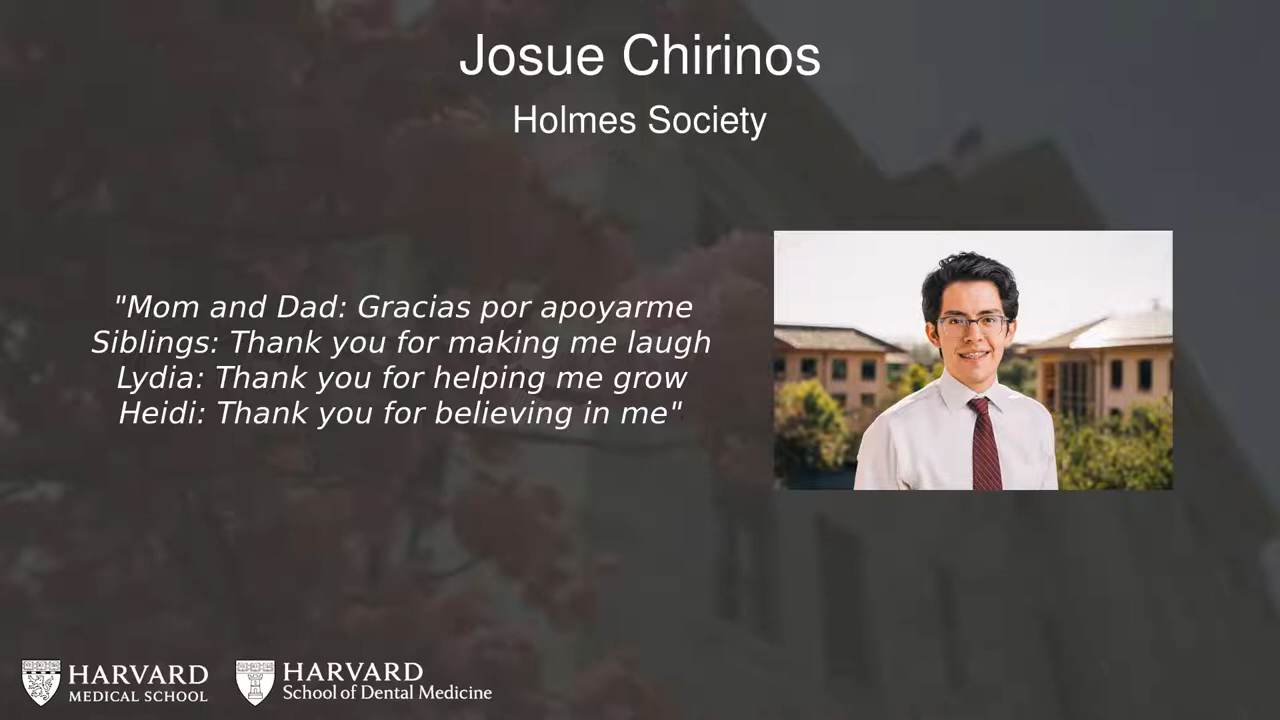 Josue Chirinos
Holmes Society
"Mom and Dad: Gracias por apoyarme
Siblings: Thank you for making me laugh
Lydia: Thank you for helping me grow
Heidi: Thank you for believing in me"
HARVARD
MEDICAL SCHOOL
HARVARD
School of Dental Medicine